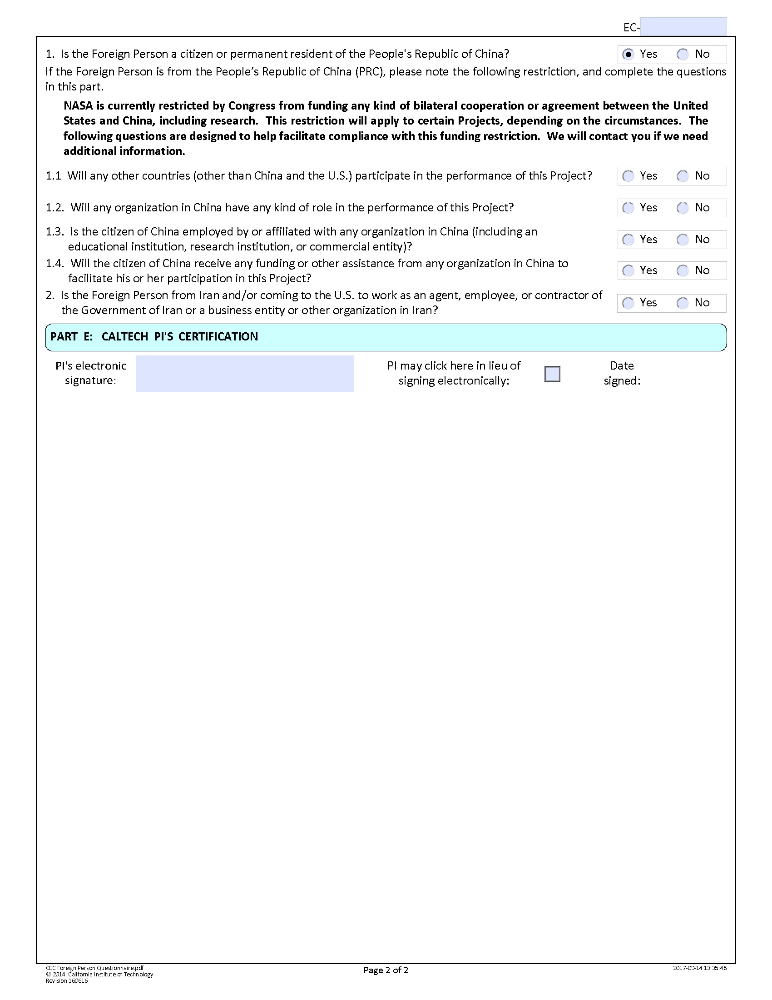 EC-
1.  Is the Foreign Person a citizen or permanent resident of the People's Republic of China?  Yes  No
If the Foreign Person is from the People’s Republic of China (PRC), please note the following restriction, and complete the questions
in this part.
NASA is currently restricted by Congress from funding any kind of bilateral cooperation or agreement between the United
States and China, including research.  This restriction will apply to certain Projects, depending on the circumstances.  The
following questions are designed to help facilitate compliance with this funding restriction.  We will contact you if we need
additional information.
1.1  Will any other countries (other than China and the U.S.) participate in the performance of this Project?  Yes  No
1.2.  Will any organization in China have any kind of role in the performance of this Project?  Yes  No
1.3.  Is the citizen of China employed by or affiliated with any organization in China (including an
educational institution, research institution, or commercial entity)?  Yes  No
1.4.  Will the citizen of China receive any funding or other assistance from any organization in China to
facilitate his or her participation in this Project?  Yes  No
2.  Is the Foreign Person from Iran and/or coming to the U.S. to work as an agent, employee, or contractor of
the Government of Iran or a business entity or other organization in Iran?  Yes  No
PART E:  CALTECH PI'S CERTIFICATION
PI's electronic
signature:
PI may click here in lieu of
signing electronically:
Date
signed:
CEC Foreign Person Questionnaire.pdf
© 2014  California Institute of Technology
Revision 160616
Page 2 of 2
2017-09-14 13:35:46